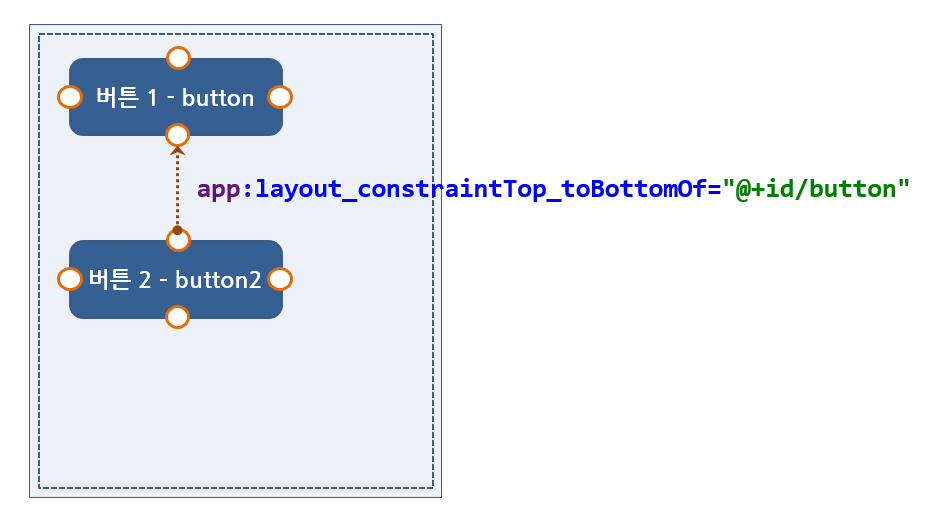 버튼 1 - button
app:layout_constraintTop_toBottomOf="@+id/button"
버튼 2 - button2